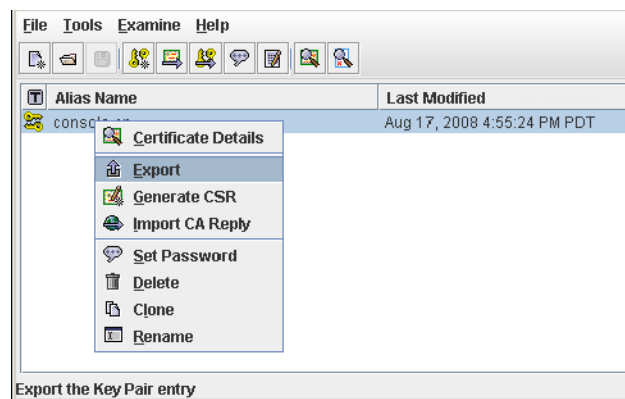 File Tools Examine Help
T Alias Name Last Modified
Aug 17, 2008 4:55:24 PM PDT
Certificate Details
Export
Generate CSR
Import CA Reply
Set Password
Delete
Clone
Rename
Export the Key Pair entry